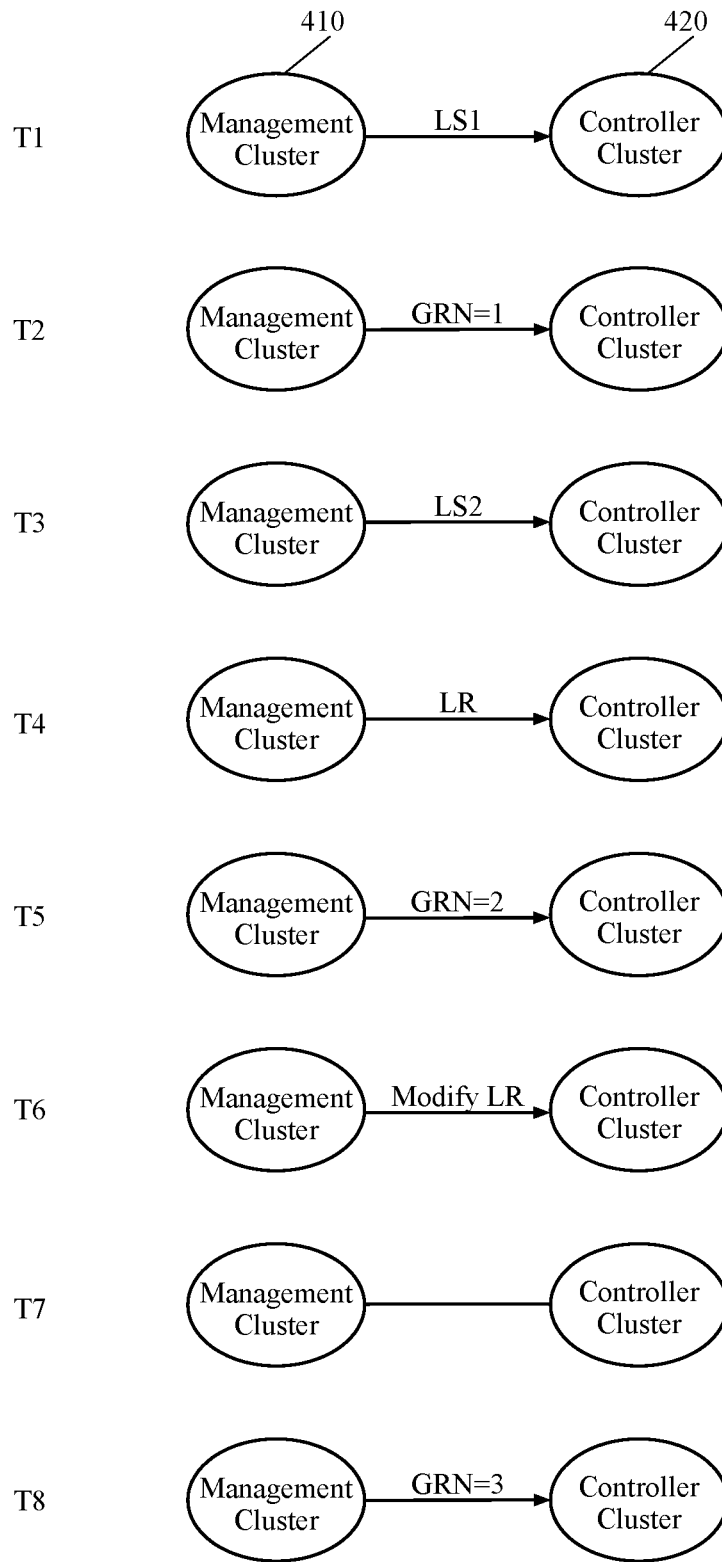 410
420
T1
Management
Cluster
LS1
Controller
Cluster
T2
Management
Cluster
GRN=1
Controller
Cluster
T3
Management
Cluster
LS2
Controller
Cluster
T4
Management
Cluster
LR
Controller
Cluster
T5
Management
Cluster
GRN=2
Controller
Cluster
T6
Management
Cluster
Modify LR
Controller
Cluster
T7
Management
Cluster
Controller
Cluster
T8
Management
Cluster
GRN=3
Controller
Cluster